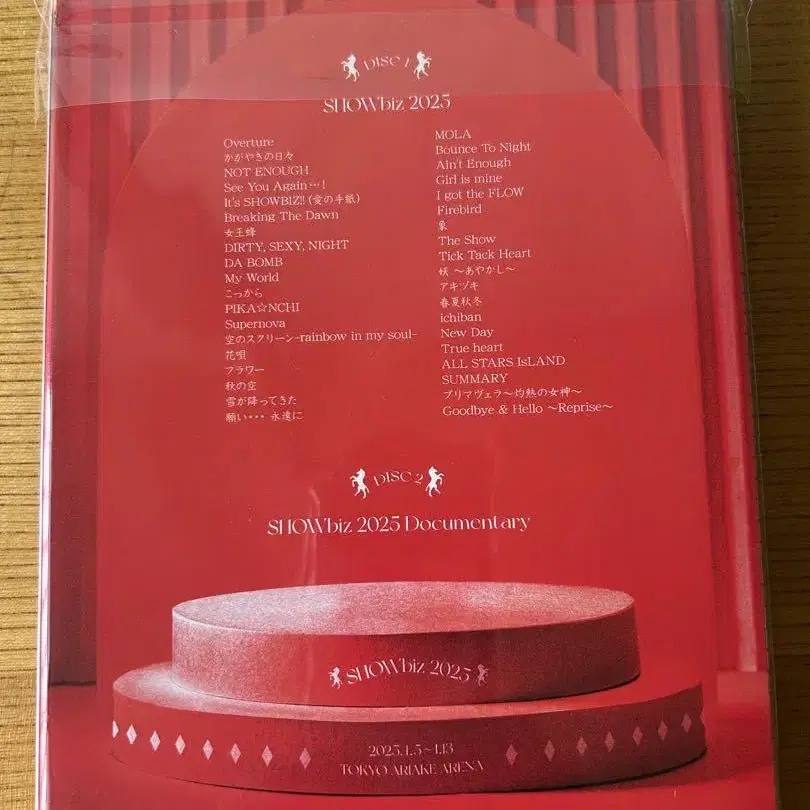 DISC 1
SHOWbiz 2025
Overture
かがやきの日々
NOT ENOUGH
See You Again…!
It's SHOWBIZ!! (愛の手紙)
Breaking The Dawn
女王蜂
DIRTY, SEXY, NIGHT
DA BOMB
My World
こっから
PIKA☆NCHI
Supernova
空のスクリーン-rainbow in my soul-
花唄
フラワー
秋の空
雪が降ってきた
願い・・・永遠に
MOLA
Bounce To Night
Ain't Enough
Girl is mine
I got the FLOW
Firebird
象
The Show
Tick Tack Heart
妖 〜あやかし〜
アキヅキ
春夏秋冬
ichiban
New Day
True heart
ALL STARS IsLAND
SUMMARY
プリマヴェラ〜灼熱の女神〜
Goodbye & Hello 〜Reprise〜
DISC 2
SHOWbiz 2025 Documentary
SHOWbiz 2025
2025.1.5〜1.13
TOKYO ARIAKE ARENA